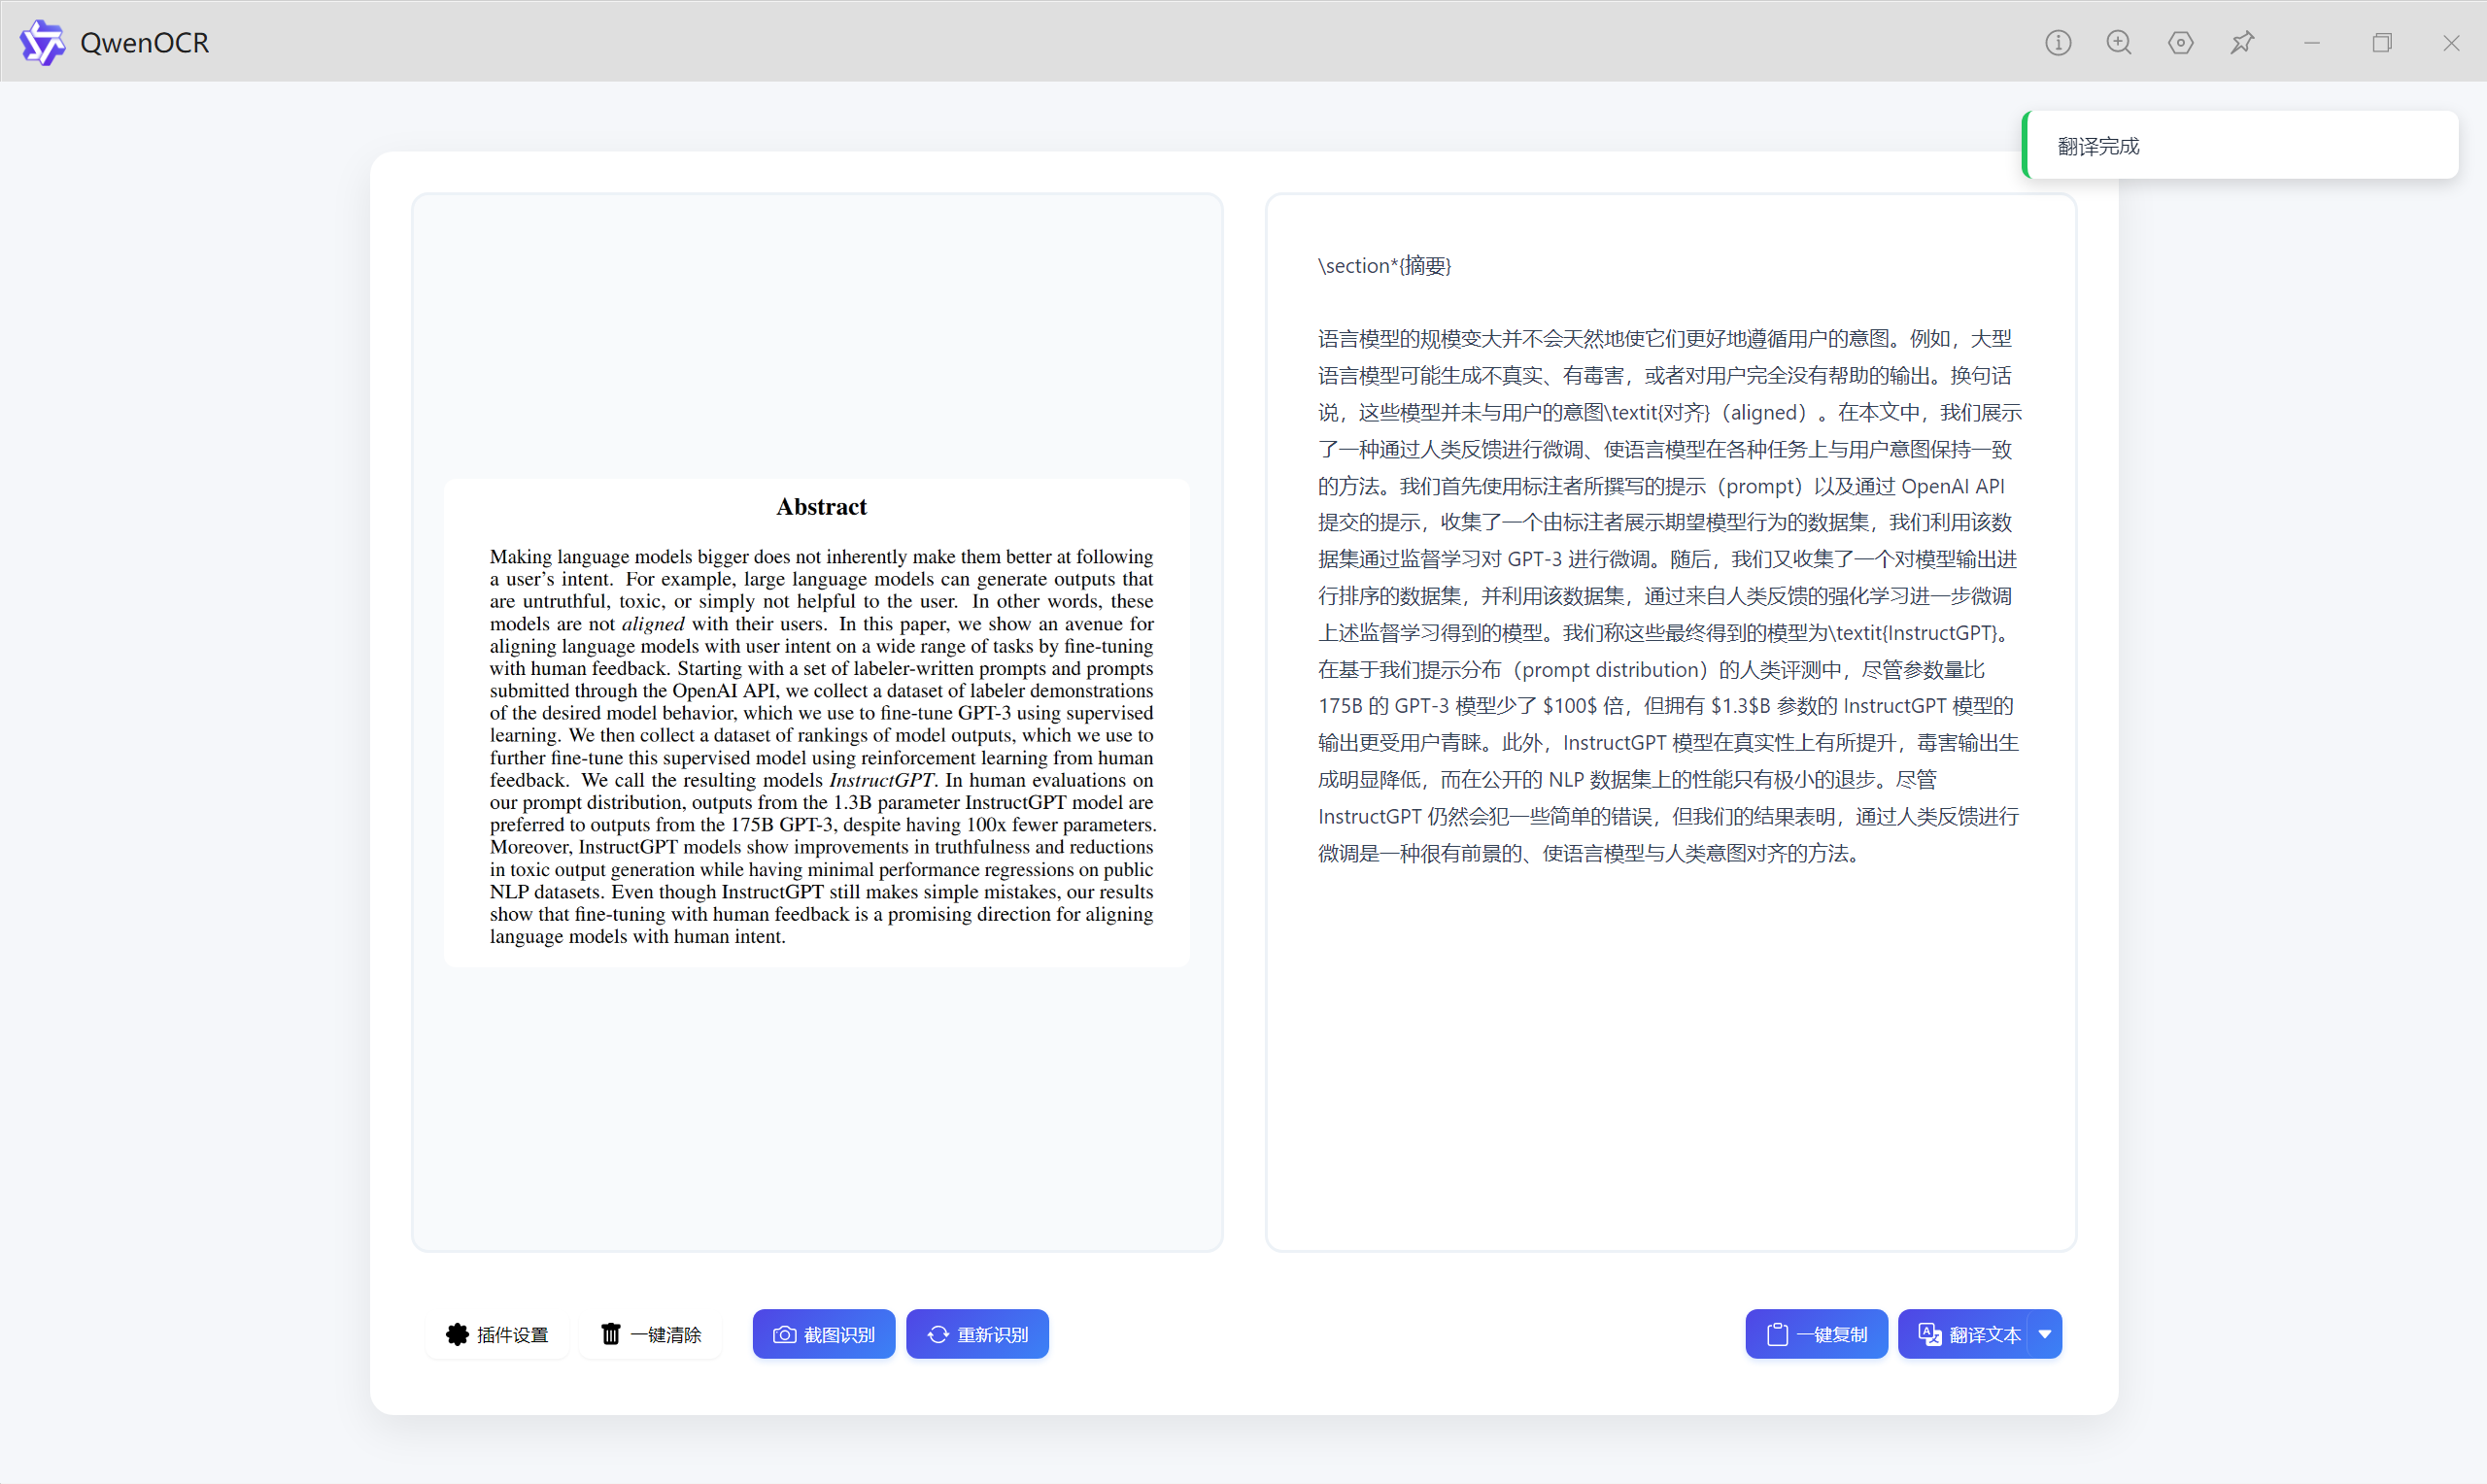 QwenOCR
翻译完成
Abstract
Making language models bigger does not inherently make them better at following
a user's intent. For example, large language models can generate outputs that
are untruthful, toxic, or simply not helpful to the user. In other words, these
models are not aligned with their users. In this paper, we show an avenue for
aligning language models with user intent on a wide range of tasks by fine-tuning
with human feedback. Starting with a set of labeler-written prompts and prompts
submitted through the OpenAI API, we collect a dataset of labeler demonstrations
of the desired model behavior, which we use to fine-tune GPT-3 using supervised
learning. We then collect a dataset of rankings of model outputs, which we use to
further fine-tune this supervised model using reinforcement learning from human
feedback. We call the resulting models InstructGPT. In human evaluations on
our prompt distribution, outputs from the 1.3B parameter InstructGPT model are
preferred to outputs from the 175B GPT-3, despite having 100x fewer parameters.
Moreover, InstructGPT models show improvements in truthfulness and reductions
in toxic output generation while having minimal performance regressions on public
NLP datasets. Even though InstructGPT still makes simple mistakes, our results
show that fine-tuning with human feedback is a promising direction for aligning
language models with human intent.
\section*{摘要}
语言模型的规模变大并不会天然地使它们更好地遵循用户的意图。例如，大型
语言模型可能生成不真实、有毒害，或者对用户完全没有帮助的输出。换句话
说，这些模型并未与用户的意图\textit{对齐}（aligned）。在本文中，我们展示
了一种通过人类反馈进行微调、使语言模型在各种任务上与用户意图保持一致
的方法。我们首先使用标注者所撰写的提示（prompt）以及通过 OpenAI API
提交的提示，收集了一个由标注者展示期望模型行为的数据集，我们利用该数
据集通过监督学习对 GPT-3 进行微调。随后，我们又收集了一个对模型输出进
行排序的数据集，并利用该数据集，通过来自人类反馈的强化学习进一步微调
上述监督学习得到的模型。我们称这些最终得到的模型为\textit{InstructGPT}。
在基于我们提示分布（prompt distribution）的人类评测中，尽管参数量比
175B 的 GPT-3 模型少了 $100$ 倍，但拥有 $1.3$B 参数的 InstructGPT 模型的
输出更受用户青睐。此外，InstructGPT 模型在真实性上有所提升，毒害输出生
成明显降低，而在公开的 NLP 数据集上的性能只有极小的退步。尽管
InstructGPT 仍然会犯一些简单的错误，但我们的结果表明，通过人类反馈进行
微调是一种很有前景的、使语言模型与人类意图对齐的方法。
插件设置
一键清除
截图识别
重新识别
一键复制
翻译文本